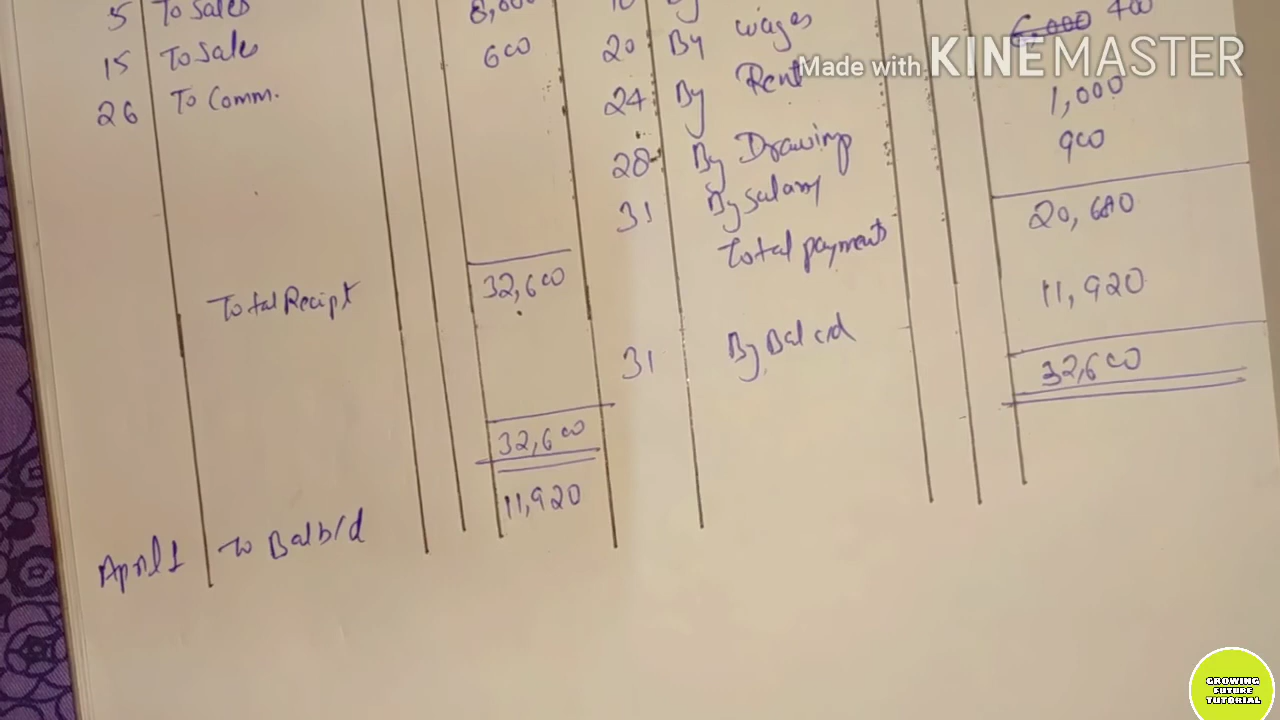 5 To Sales 8,000 10 By
15 To Sale 600 20 By wages 6,000 400
26 To Comm. 24 By Rent 1,000
28 By Drawing 900
31 By Salary
Total payments 20,680
Total Recipt 32,600
11,920
31 By Bal c/d
32,600
32,600
11,920
April 1 To Bal b/d
Made with KINEMASTER
GROWING
FUTURE
TUTORIAL